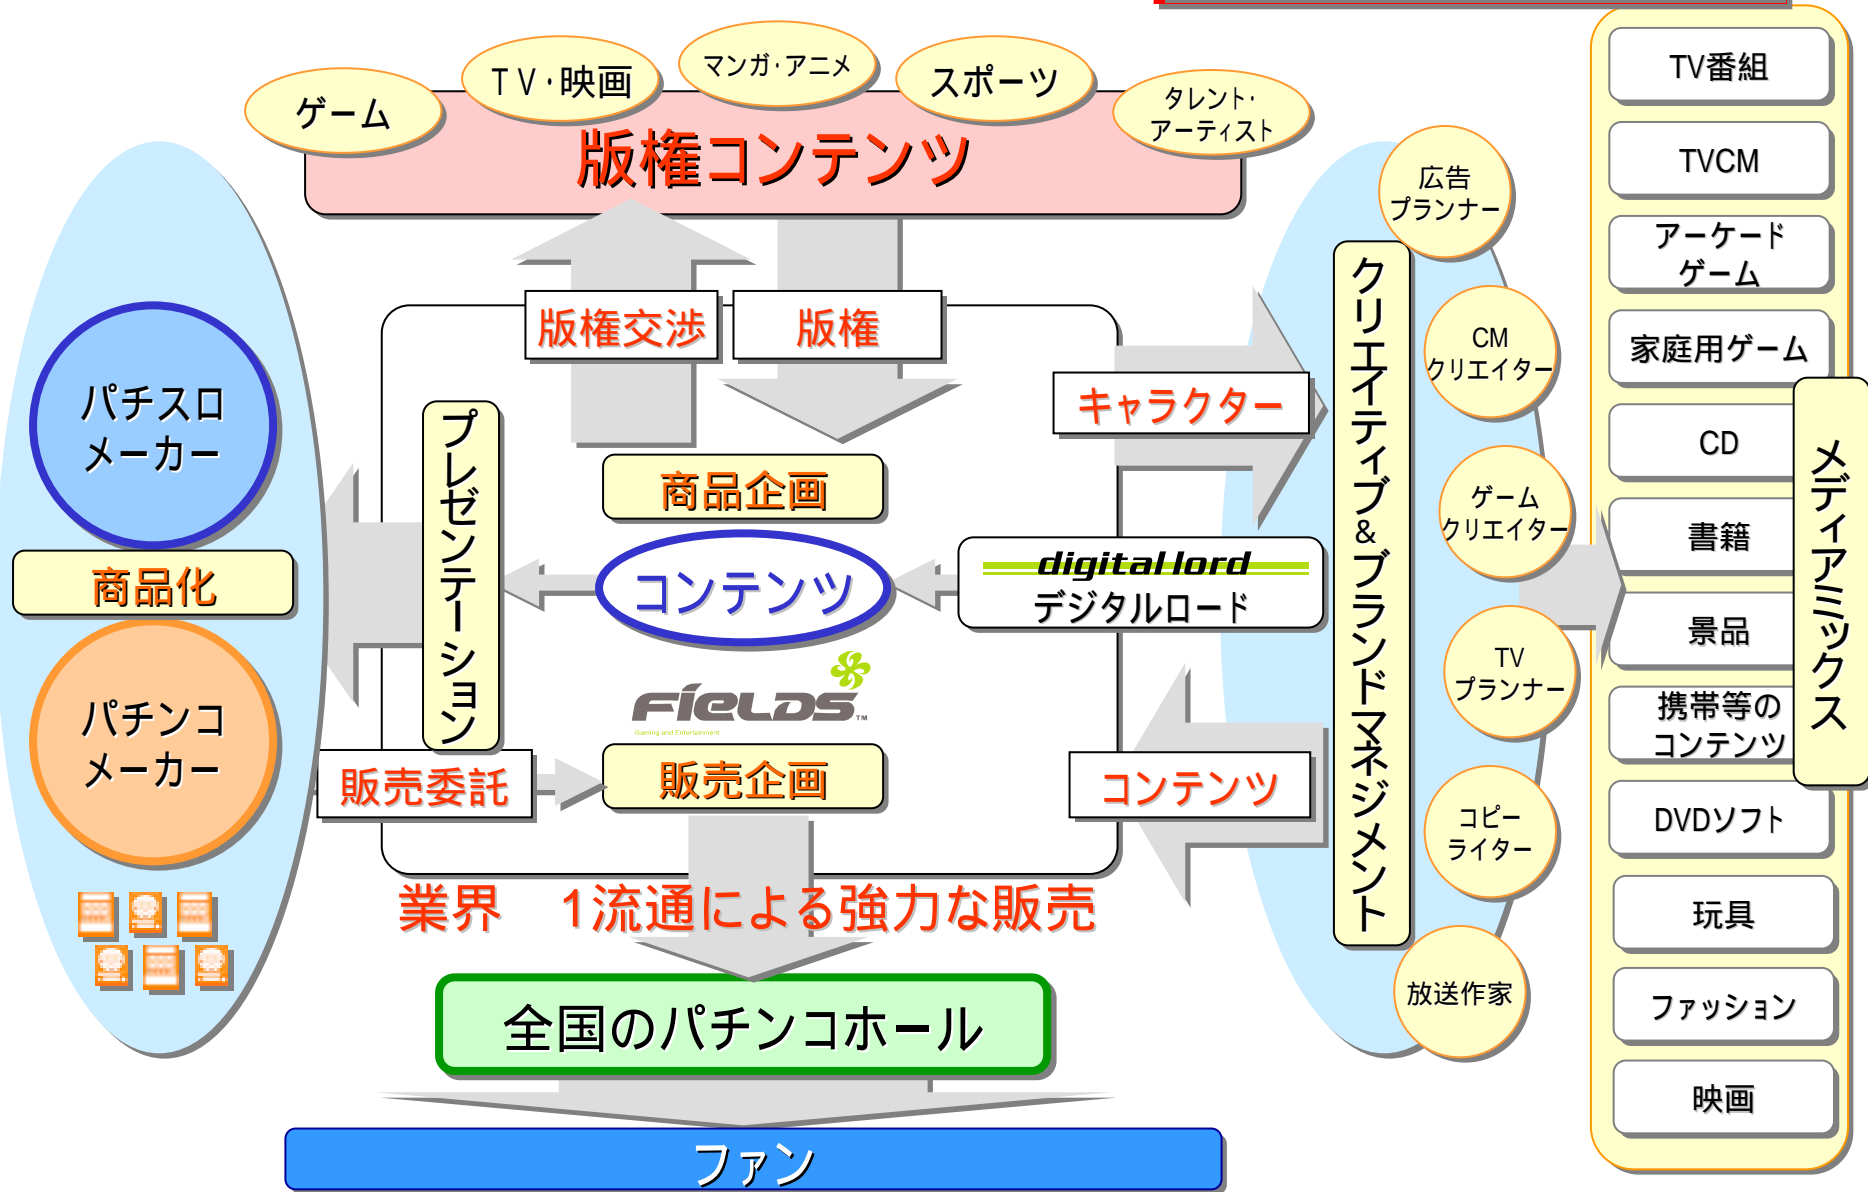 ゲーム
TV・映画
マンガ・アニメ
スポーツ
タレント・
アーティスト
版権コンテンツ
版権交渉
版権
パチスロ
メーカー
商品化
パチンコ
メーカー
プレゼンテーション
商品企画
コンテンツ
digital lord
デジタルロード
FIELDS™
Gaming and Entertainment
販売委託
販売企画
キャラクター
コンテンツ
クリエイティブ&ブランドマネジメント
広告
プランナー
CM
クリエイター
ゲーム
クリエイター
TV
プランナー
コピー
ライター
放送作家
TV番組
TVCM
アーケード
ゲーム
家庭用ゲーム
CD
書籍
景品
携帯等の
コンテンツ
DVDソフト
玩具
ファッション
映画
メディアミックス
業界 1流通による強力な販売
全国のパチンコホール
ファン